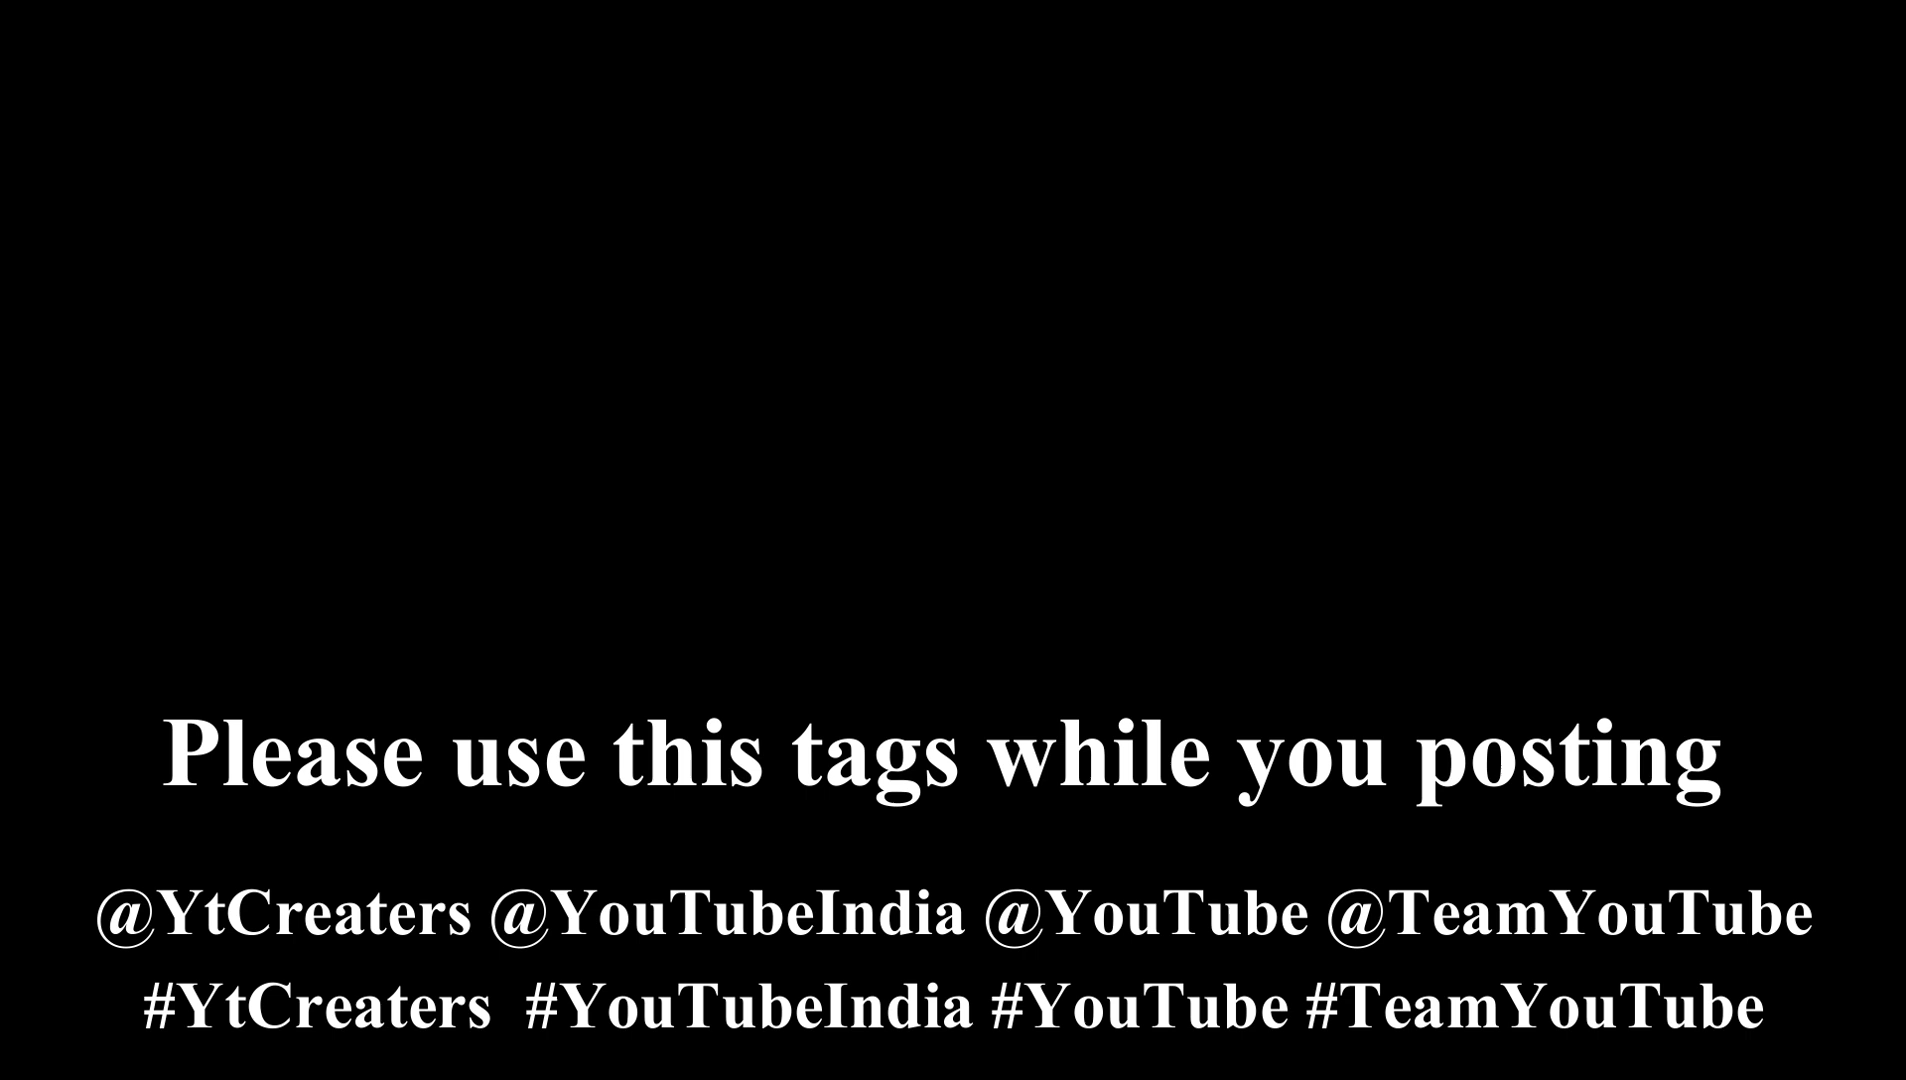 Please use this tags while you posting
@YtCreaters @YouTubeIndia @YouTube @TeamYouTube
#YtCreaters #YouTubeIndia #YouTube #TeamYouTube